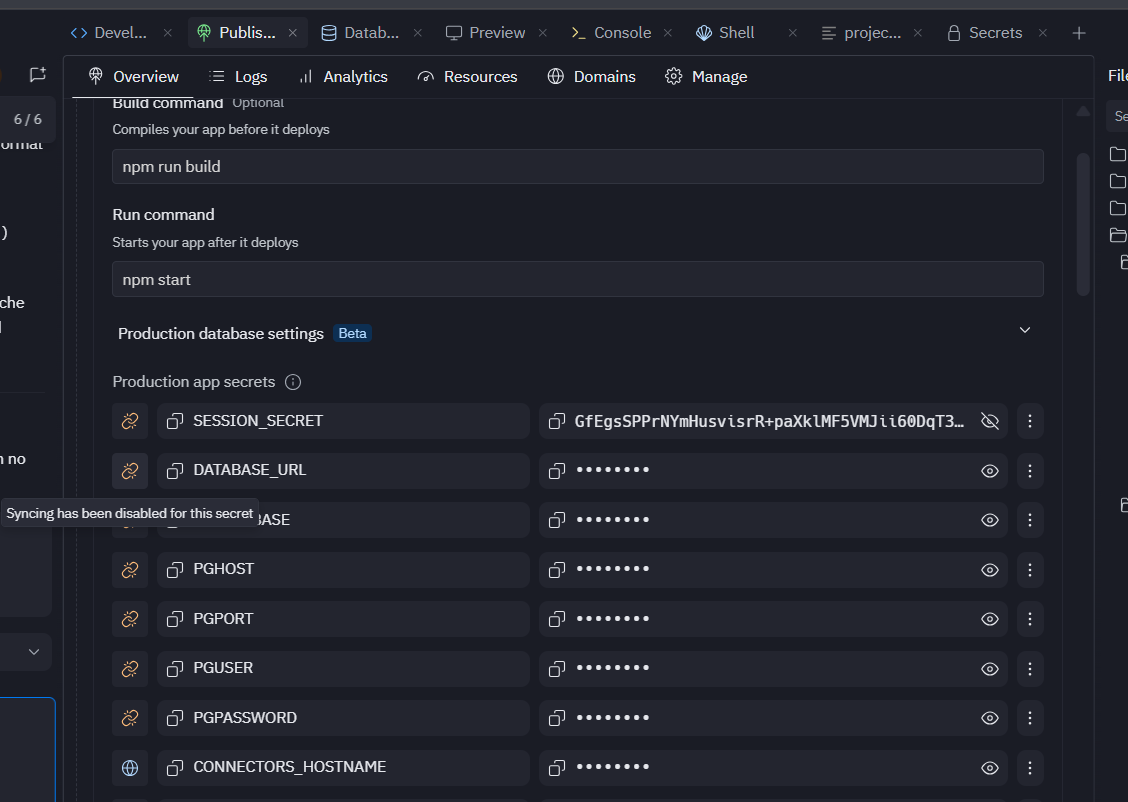 Devel... Publis... Datab... Preview Console Shell projec... Secrets
Overview Logs Analytics Resources Domains Manage
File
6 / 6
Build command Optional
Compiles your app before it deploys
npm run build
Run command
)
Starts your app after it deploys
npm start
che
Production database settings Beta
Production app secrets
SESSION_SECRET GfEgsSPPrNYmHusvisrR+paXklMF5VMJii60DqT3…
n no
DATABASE_URL ••••••••
Syncing has been disabled for this secret
BASE ••••••••
PGHOST ••••••••
PGPORT ••••••••
PGUSER ••••••••
PGPASSWORD ••••••••
CONNECTORS_HOSTNAME ••••••••